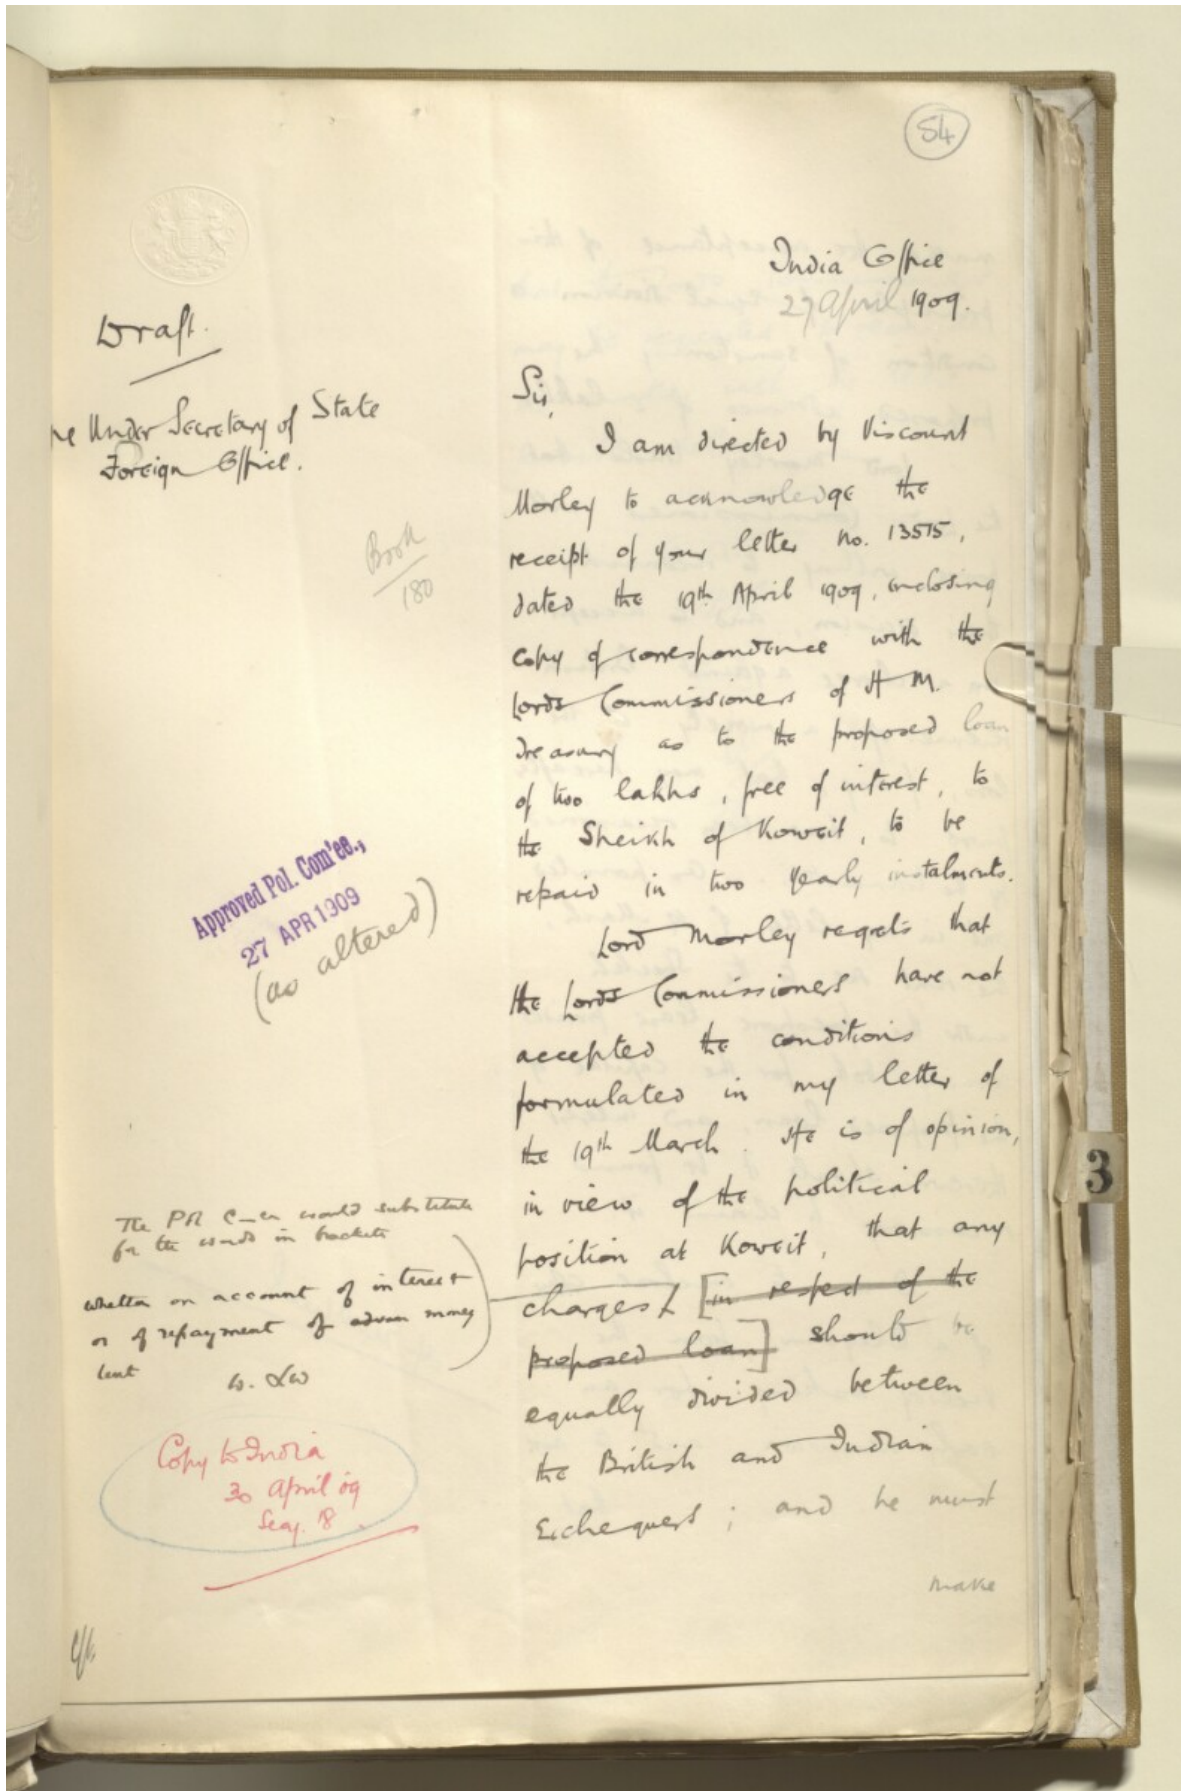 54
India Office
27 April 1909.
Draft.
The Under Secretary of State
Foreign Office.
Book
180
Sir,
I am directed by Viscount
Morley to acknowledge the
receipt of your letter no. 13515,
dated the 19th April 1909, enclosing
copy of correspondence with the
Lords Commissioners of H M.
Treasury as to the proposed loan
of two lakhs, free of interest, to
the Sheikh of Koweit, to be
repaid in two yearly instalments.
Lord Morley regrets that
the Lords Commissioners have not
accepted the conditions
formulated in my letter of
the 19th March. He is of opinion,
in view of the political
position at Koweit, that any
charges [in respect of the
proposed loan] should be
equally divided between
the British and Indian
Exchequers; and he must
make
Approved Pol. Com'ee.,
27 APR 1909
(as altered)
The Pol C-ee would substitute
for the words in brackets
whether on account of interest
or of repayment of money
lent
Copy to India
30 April 09
Secy. 18
3